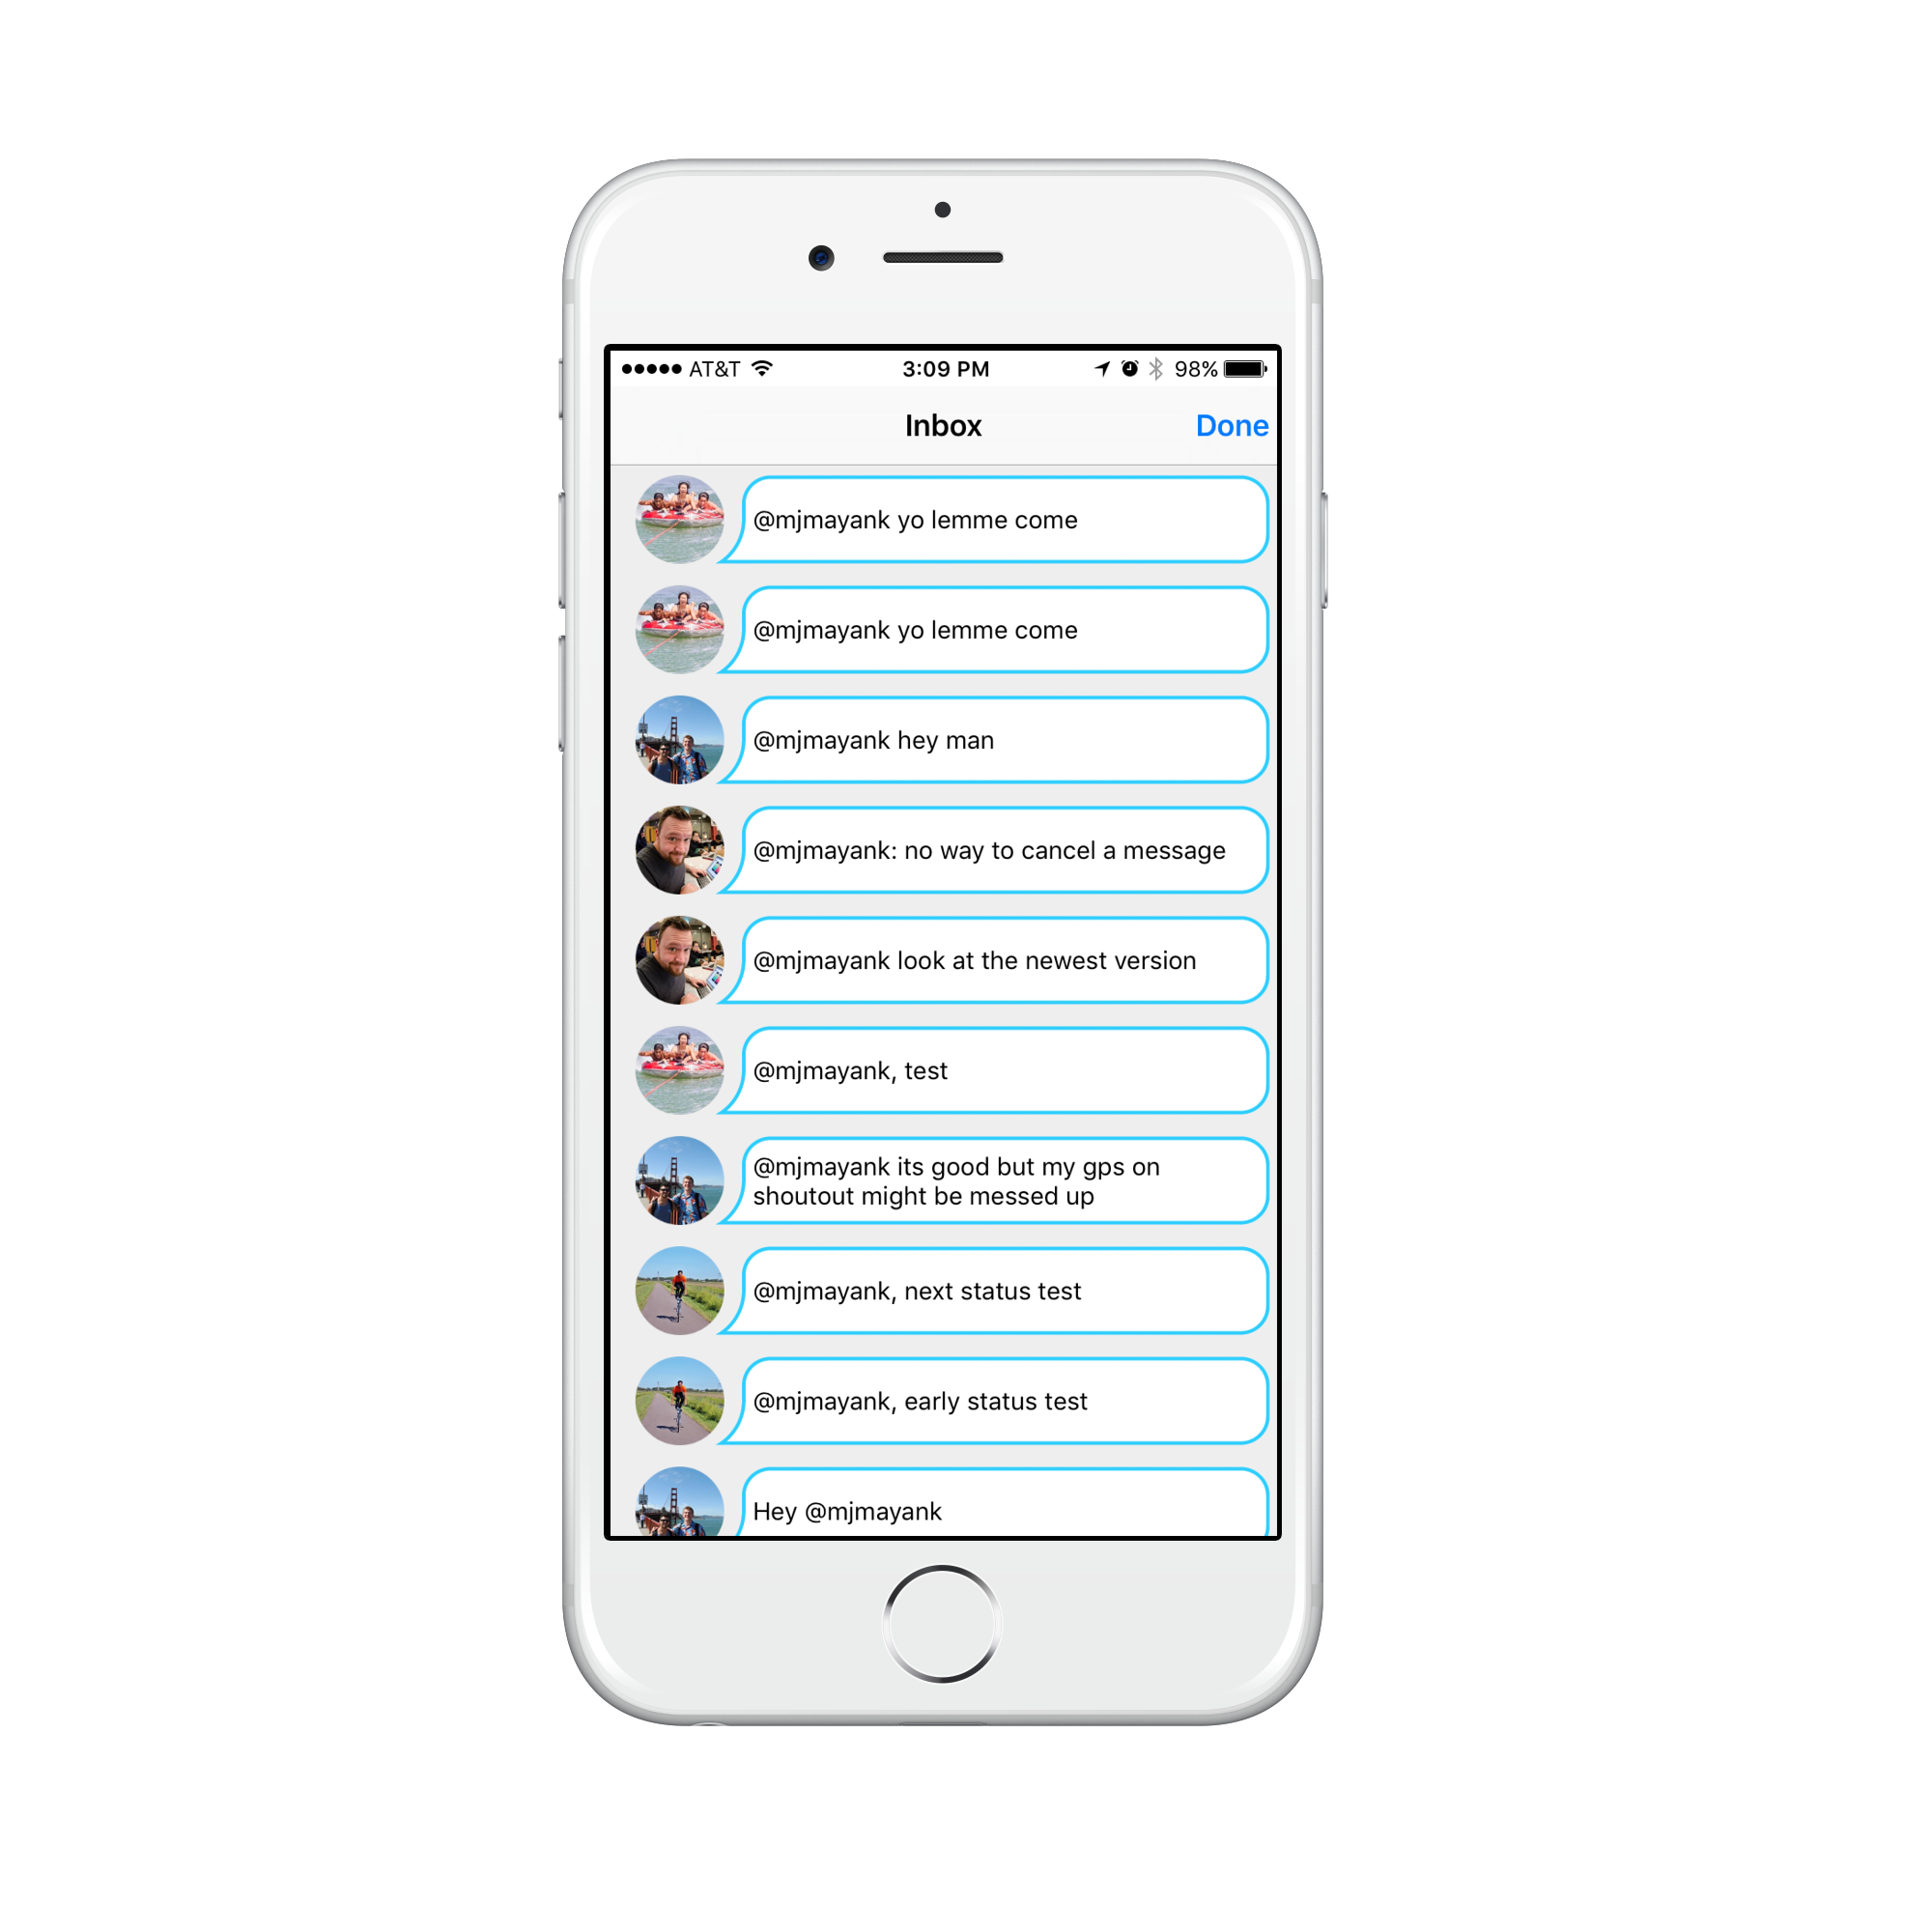 AT&T 3:09 PM 98%
Inbox Done
@mjmayank yo lemme come
@mjmayank yo lemme come
@mjmayank hey man
@mjmayank: no way to cancel a message
@mjmayank look at the newest version
@mjmayank, test
@mjmayank its good but my gps on
shoutout might be messed up
@mjmayank, next status test
@mjmayank, early status test
Hey @mjmayank